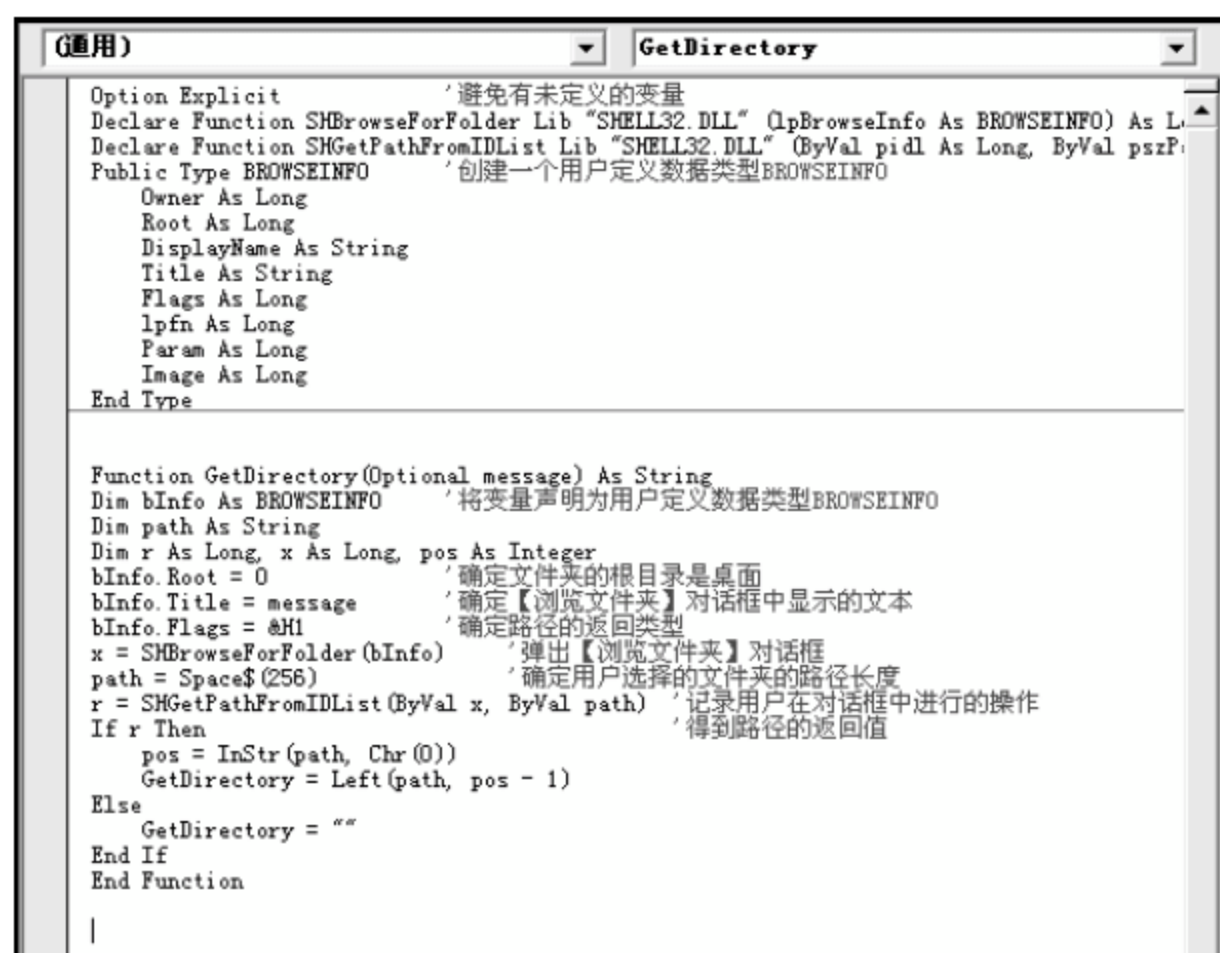 (通用) GetDirectory
Option Explicit '避免有未定义的变量
Declare Function SHBrowseForFolder Lib "SHELL32.DLL" (lpBrowseInfo As BROWSEINFO) As
Declare Function SHGetPathFromIDList Lib "SHELL32.DLL" (ByVal pidl As Long, ByVal
Public Type BROWSEINFO '创建一个用户定义数据类型BROWSEINFO
Owner As Long
Root As Long
DisplayName As String
Title As String
Flags As Long
lpfn As Long
Param As Long
Image As Long
End Type
Function GetDirectory(Optional message) As String
Dim bInfo As BROWSEINFO '将变量声明为用户定义数据类型BROWSEINFO
Dim path As String
Dim r As Long, x As Long, pos As Integer
bInfo.Root = 0 '确定文件夹的根目录是桌面
bInfo.Title = message '确定【浏览文件夹】对话框中显示的文本
bInfo.Flags = &H1 '确定路径的返回类型
x = SHBrowseForFolder(bInfo) '弹出【浏览文件夹】对话框
path = Space$(256) '确定用户选择的文件夹的路径长度
r = SHGetPathFromIDList(ByVal x, ByVal path) '记录用户在对话框中进行的操作
If r Then '得到路径的返回值
pos = InStr(path, Chr(0))
GetDirectory = Left(path, pos - 1)
Else
GetDirectory = ""
End If
End Function